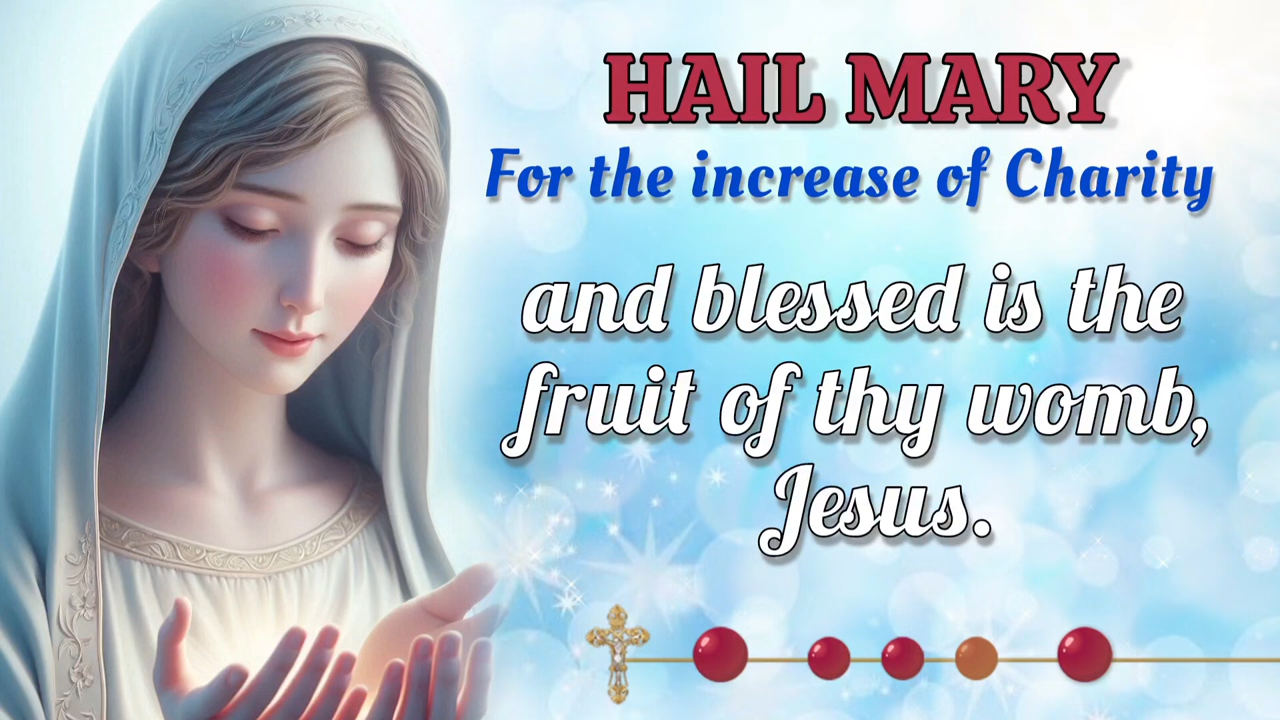 HAIL MARY
For the increase of Charity
and blessed is the
fruit of thy womb,
Jesus.